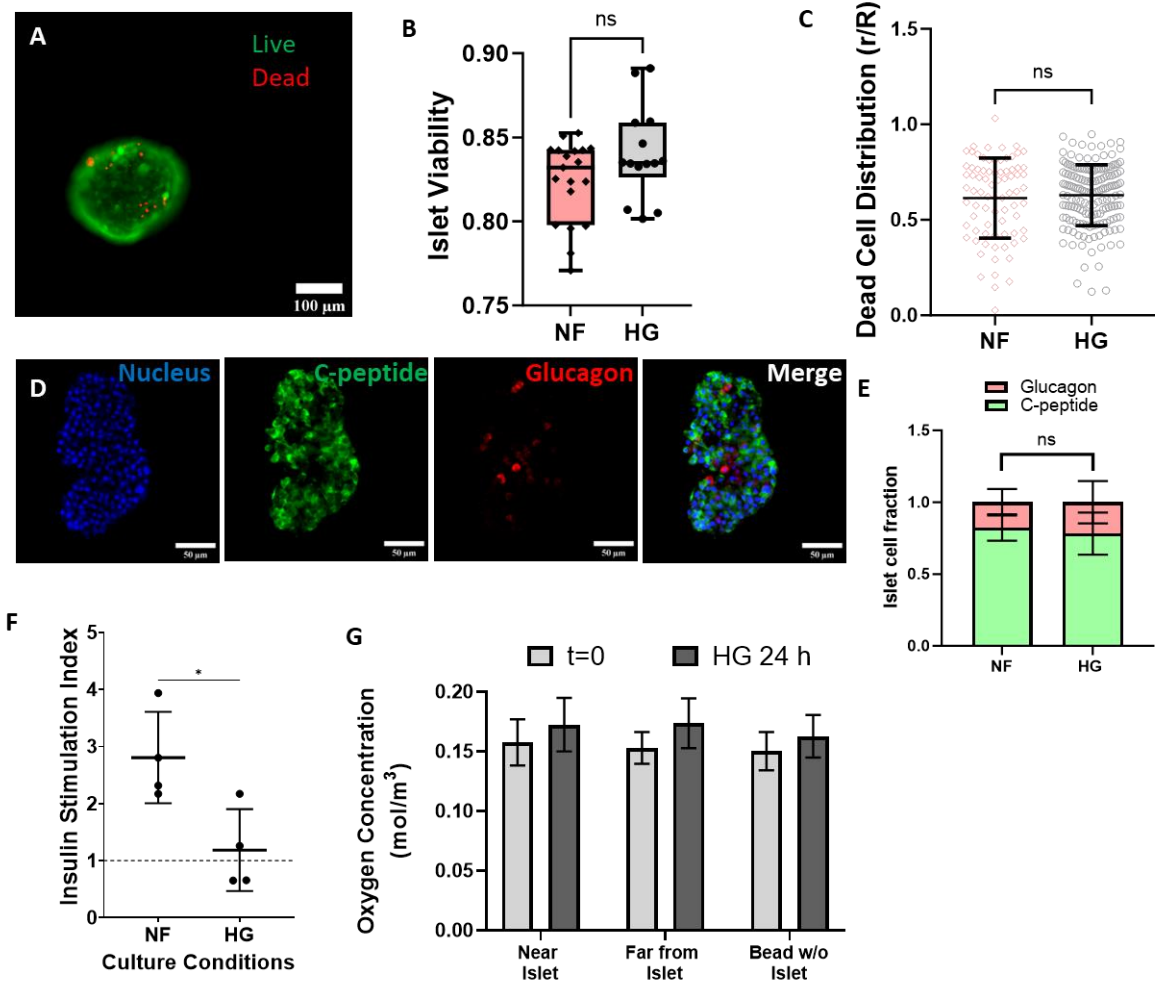 A
Live
Dead
100 µm
B
ns
Islet Viability
0.90
0.85
0.80
0.75
NF
HG
C
ns
Dead Cell Distribution (r/R)
1.5
1.0
0.5
0.0
NF
HG
D
Nucleus
50 µm
C-peptide
50 µm
Glucagon
50 µm
Merge
50 µm
E
Glucagon
C-peptide
ns
Islet cell fraction
1.5
1.0
0.5
0.0
NF
HG
F
*
Insulin Stimulation Index
5
4
3
2
1
0
NF
HG
Culture Conditions
G
t=0
HG 24 h
Oxygen Concentration
(mol/m³)
0.20
0.15
0.10
0.05
0.00
Near
Islet
Far from
Islet
Bead w/o
Islet